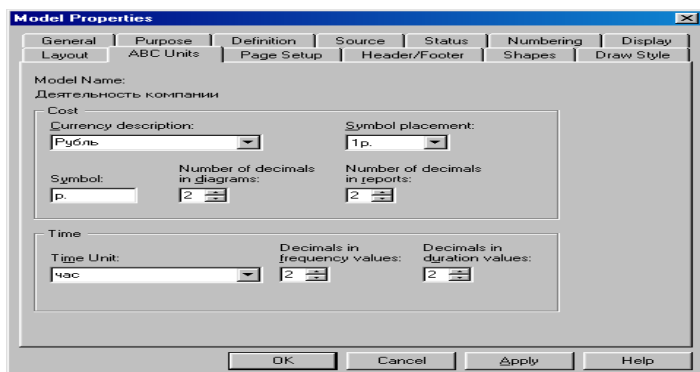 Model Properties
General Purpose Definition Source Status Numbering Display
Layout ABC Units Page Setup Header/Footer Shapes Draw Style
Model Name:
Деятельность компании
Cost
Currency description: Symbol placement:
Рубль 1р.
Number of decimals Number of decimals
Symbol: in diagrams: in reports:
р. 2 2
Time
Decimals in Decimals in
Time Unit: frequency values: duration values:
час 2 2
OK Cancel Apply Help